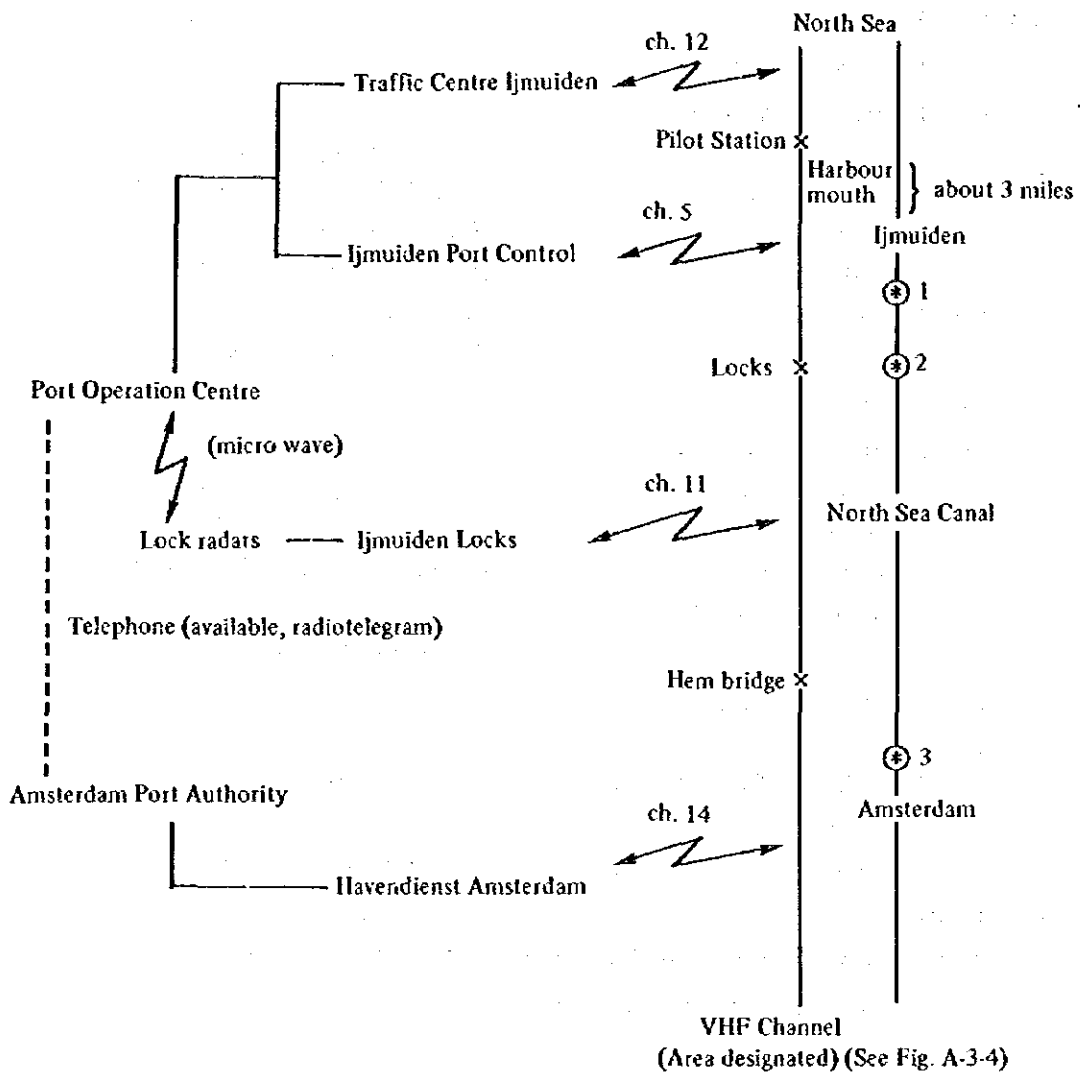 North Sea
ch. 12
Traffic Centre Ijmuiden
Pilot Station
Harbour
mouth
about 3 miles
ch. 5
Ijmuiden
Ijmuiden Port Control
1
Locks
2
Port Operation Centre
(micro wave)
ch. 11
North Sea Canal
Lock radars
Ijmuiden Locks
Telephone (available, radiotelegram)
Hem bridge
3
Amsterdam Port Authority
Amsterdam
ch. 14
Havendienst Amsterdam
VHF Channel
(Area designated) (See Fig. A-3-4)